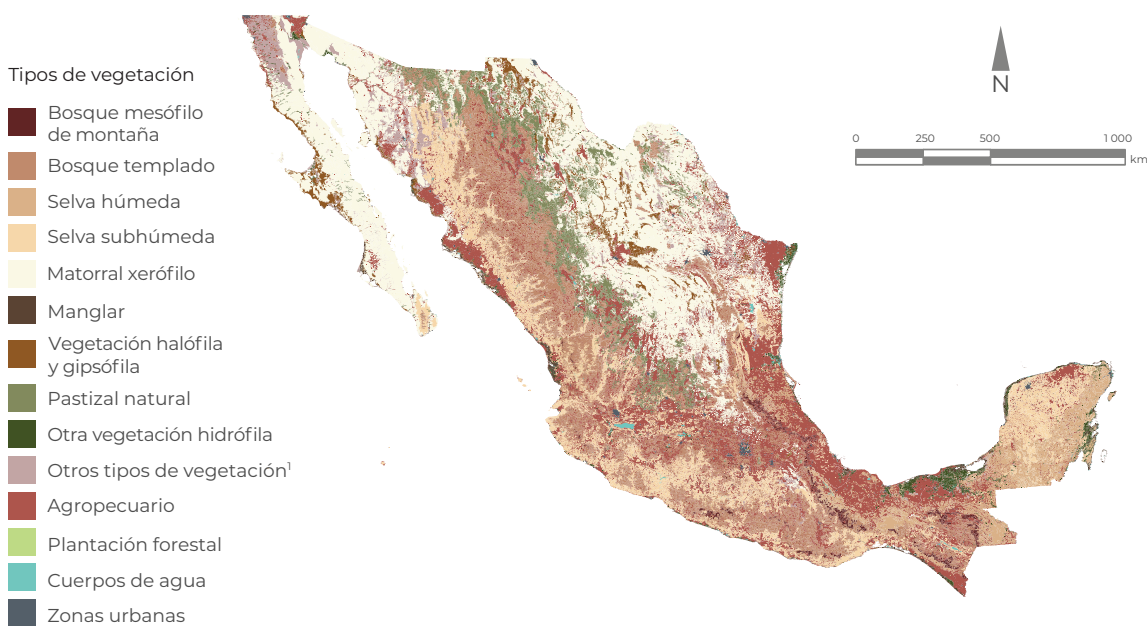 Tipos de vegetación
Bosque mesófilo
de montaña
Bosque templado
Selva húmeda
Selva subhúmeda
Matorral xerófilo
Manglar
Vegetación halófila
y gipsófila
Pastizal natural
Otra vegetación hidrófila
Otros tipos de vegetación¹
Agropecuario
Plantación forestal
Cuerpos de agua
Zonas urbanas
N
0 250 500 1 000
km